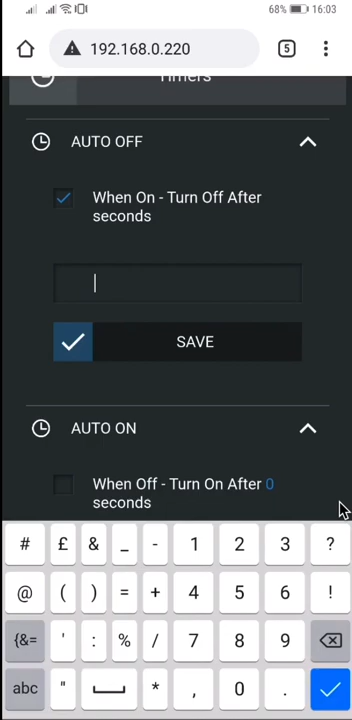 68% 16:03
192.168.0.220
5
Timers
AUTO OFF
When On - Turn Off After
seconds
SAVE
AUTO ON
When Off - Turn On After 0
seconds
# £ & _ - 1 2 3 ?
@ ( ) = + 4 5 6 !
{&= ' : % / 7 8 9
abc " * , 0 .